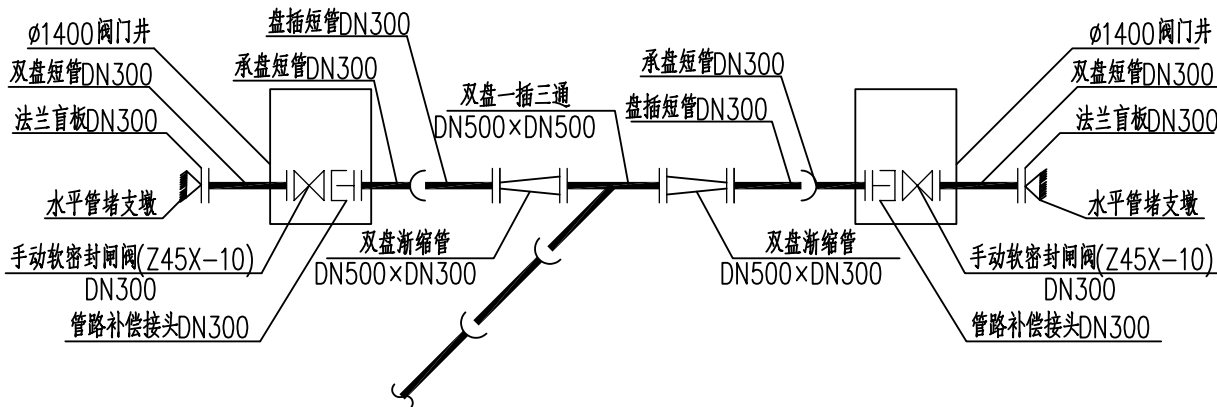 盘插短管DN300
ø1400阀门井
承盘短管DN300
双盘短管DN300
法兰盲板DN300
双盘一插三通
DN500×DN500
承盘短管DN300
盘插短管DN300
ø1400阀门井
双盘短管DN300
法兰盲板DN300
水平管堵支墩
手动软密封闸阀(Z45X-10)
DN300
管路补偿接头DN300
双盘渐缩管
DN500×DN300
双盘渐缩管
DN500×DN300
水平管堵支墩
手动软密封闸阀(Z45X-10)
DN300
管路补偿接头DN300